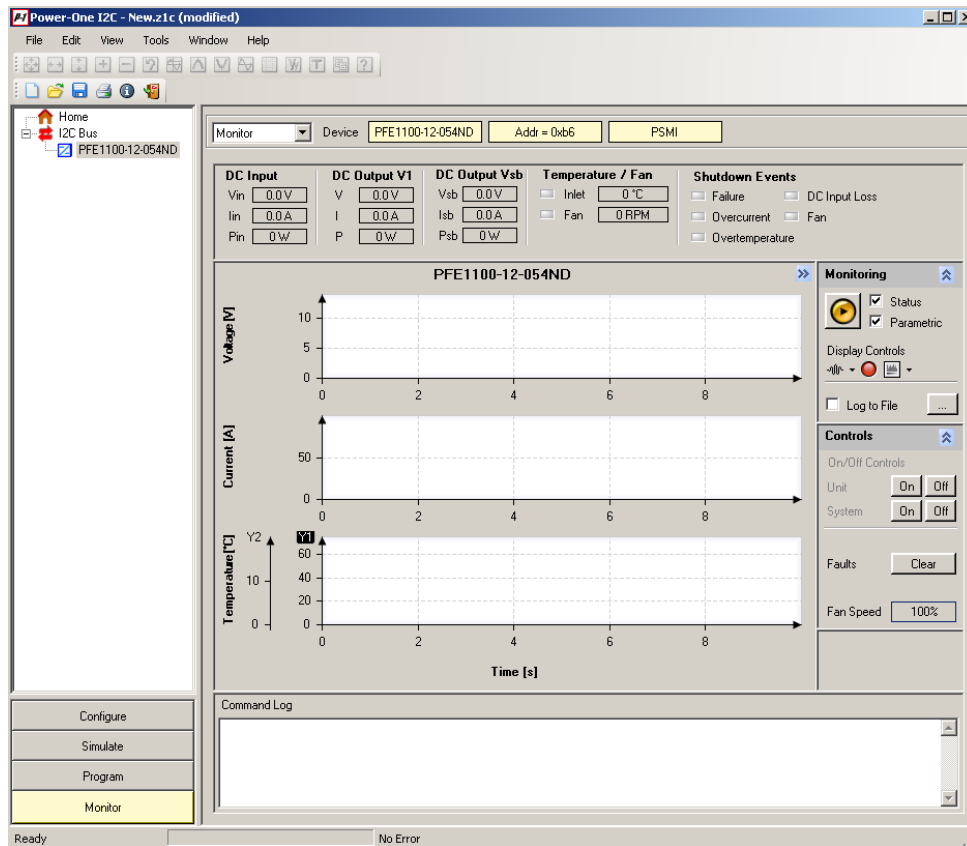 Power-One I2C - New.z1c (modified)
File Edit View Tools Window Help
Home
I2C Bus
PFE1100-12-054ND
Monitor Device PFE1100-12-054ND Addr = 0xb6 PSMI
DC Input DC Output V1 DC Output Vsb Temperature / Fan Shutdown Events
Vin 0.0 V V 0.0 V Vsb 0.0 V Inlet 0 °C Failure DC Input Loss
Iin 0.0 A I 0.0 A Isb 0.0 A Fan 0 RPM Overcurrent Fan
Pin 0 W P 0 W Psb 0 W Overtemperature
PFE1100-12-054ND
Voltage [V]
10
5
0
0 2 4 6 8
Current [A]
50
0
0 2 4 6 8
Temperature [°C]
Y2 Y1
60
10 40
20
0 0
0 2 4 6 8
Time [s]
Monitoring
Status
Parametric
Display Controls
Log to File ...
Controls
On/Off Controls
Unit On Off
System On Off
Faults Clear
Fan Speed 100%
Configure
Simulate
Program
Monitor
Command Log
Ready No Error